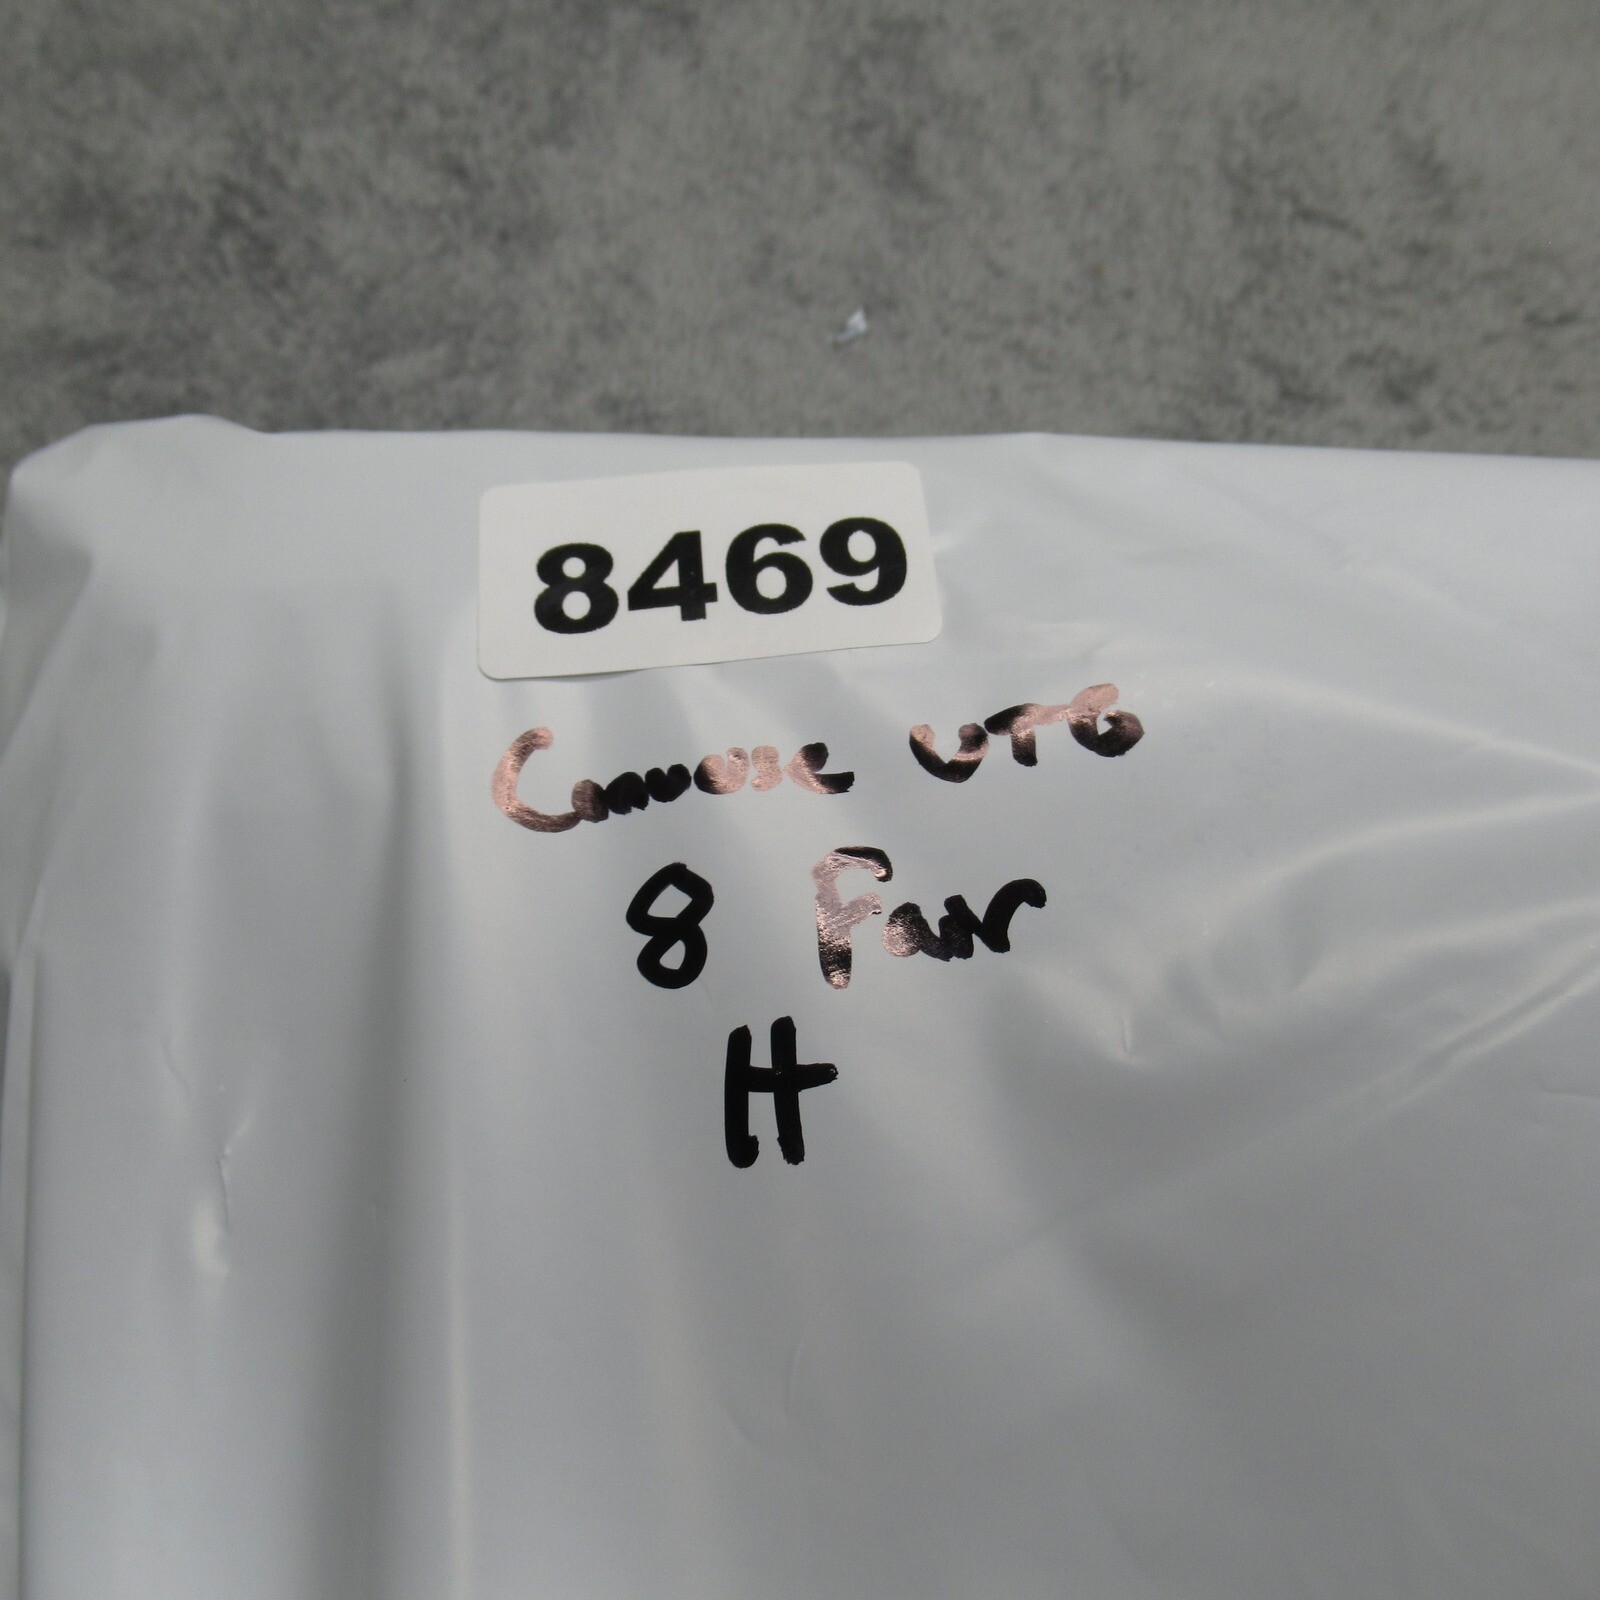 8469
Canvase UTG
8 Fair
H